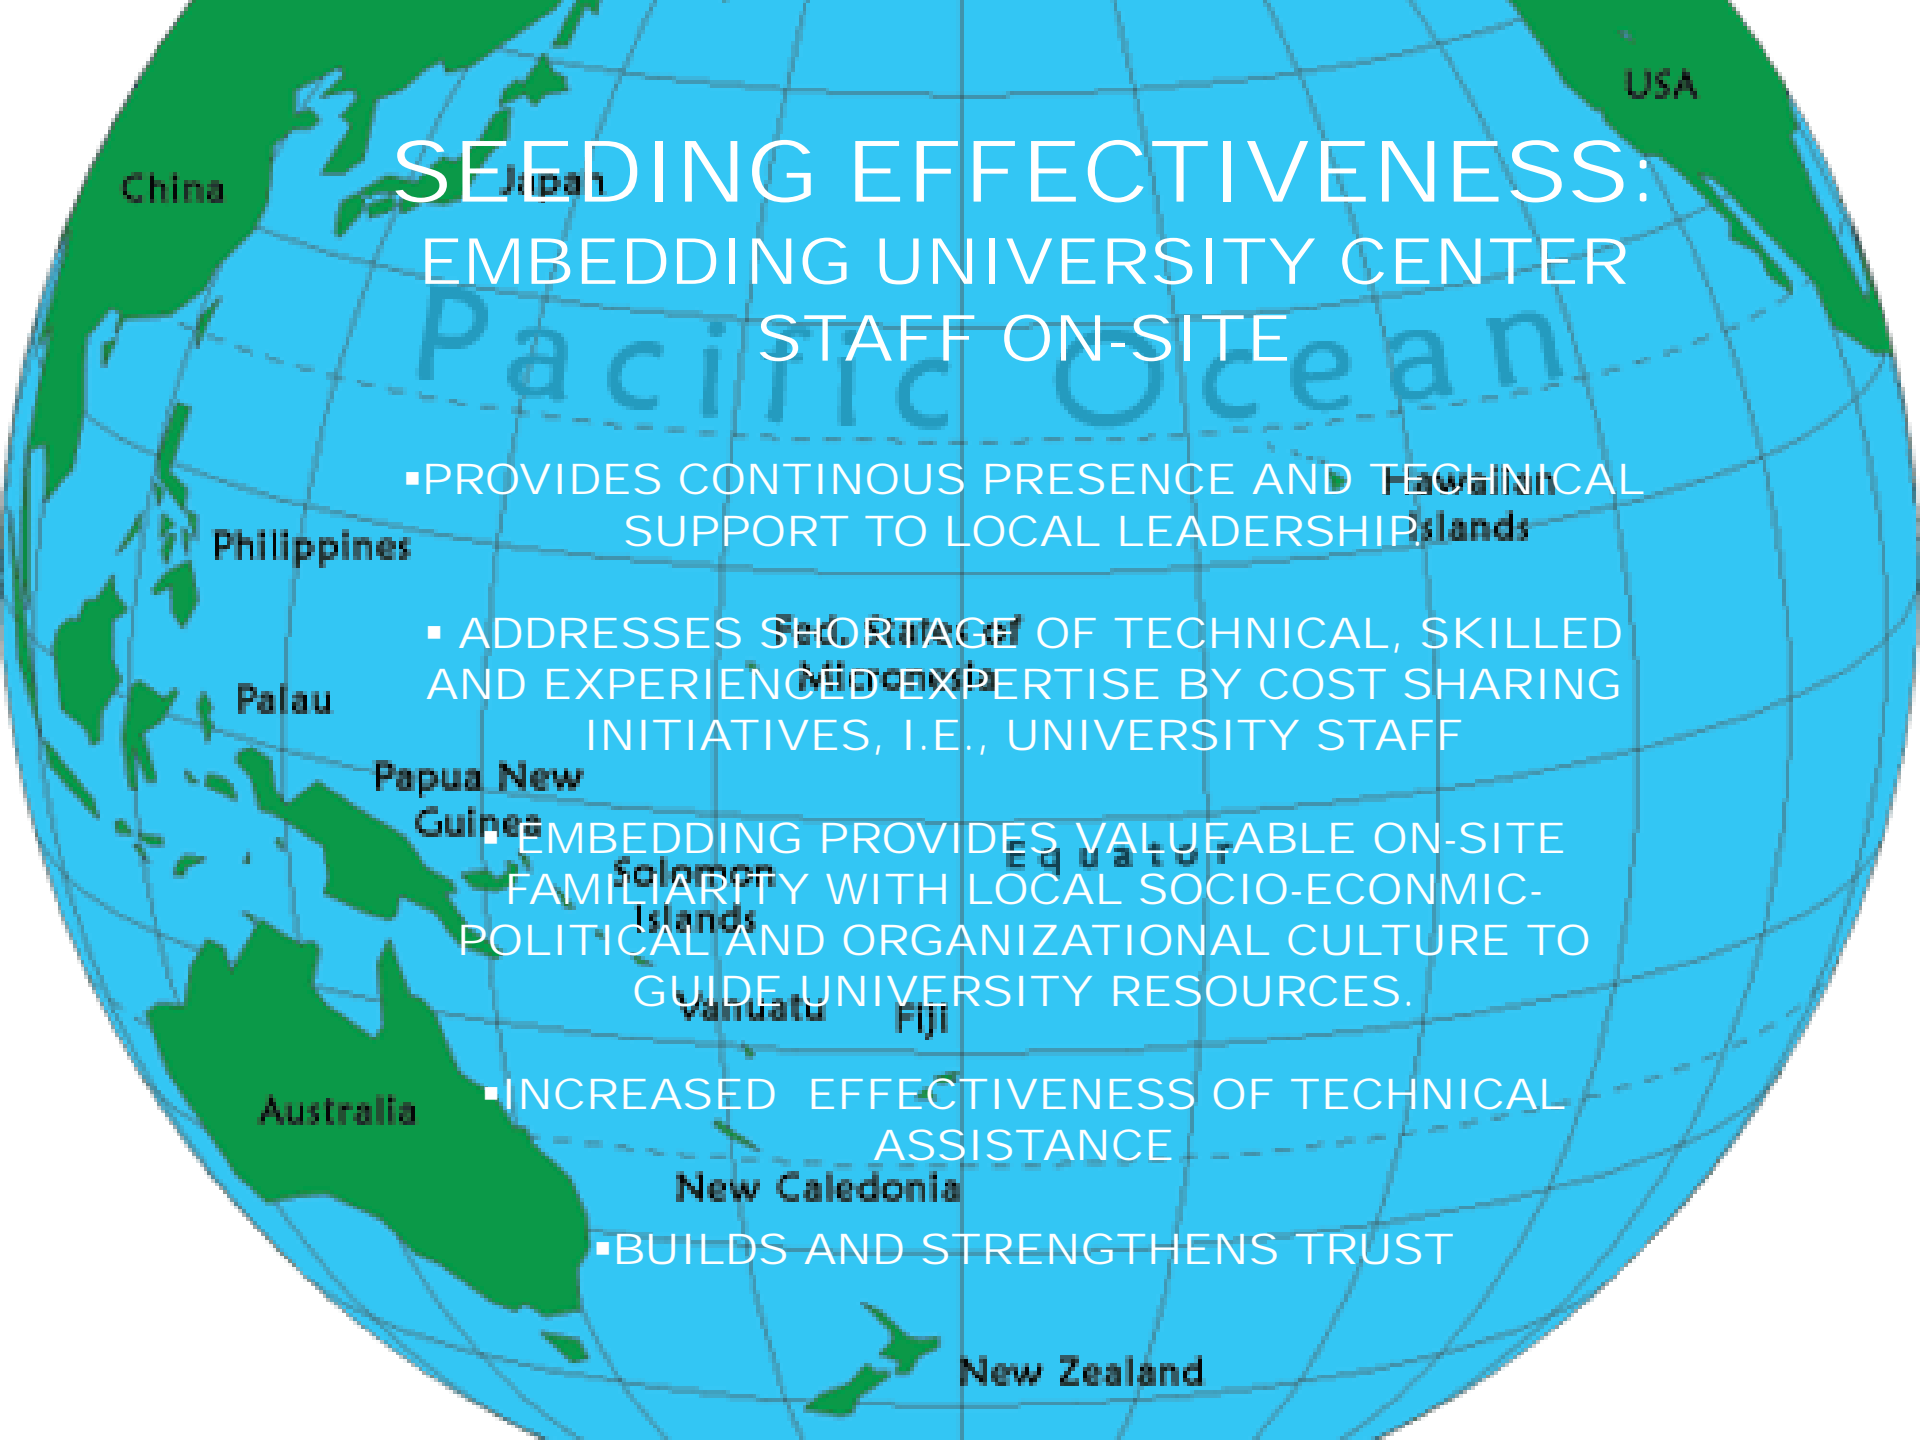 USA
China
Japan
SEEDING EFFECTIVENESS:
EMBEDDING UNIVERSITY CENTER
STAFF ON-SITE
Pacific Ocean
▪PROVIDES CONTINOUS PRESENCE AND TECHNICAL
SUPPORT TO LOCAL LEADERSHIP.
Hawaiian
Islands
Philippines
▪ ADDRESSES SHORTAGE OF TECHNICAL, SKILLED
AND EXPERIENCED EXPERTISE BY COST SHARING
INITIATIVES, I.E., UNIVERSITY STAFF
Fed. States of
Micronesia
Palau
Papua New
Guinea
▪ EMBEDDING PROVIDES VALUEABLE ON-SITE
FAMILIARITY WITH LOCAL SOCIO-ECONMIC-
POLITICAL AND ORGANIZATIONAL CULTURE TO
GUIDE UNIVERSITY RESOURCES.
Equator
Solomon
Islands
Vanuatu
Fiji
Australia
▪INCREASED  EFFECTIVENESS OF TECHNICAL
ASSISTANCE
New Caledonia
▪BUILDS AND STRENGTHENS TRUST
New Zealand